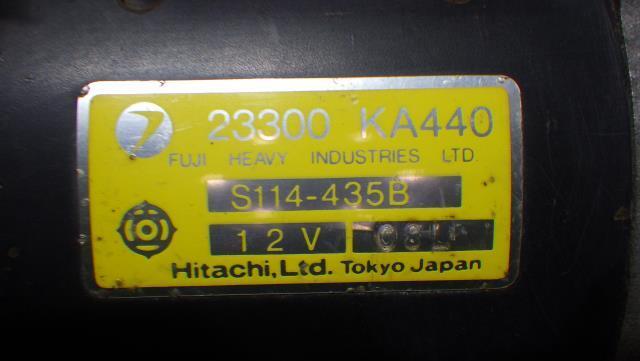 23300 KA440
FUJI HEAVY INDUSTRIES LTD
S114-435B
12V
Hitachi, Ltd. Tokyo Japan